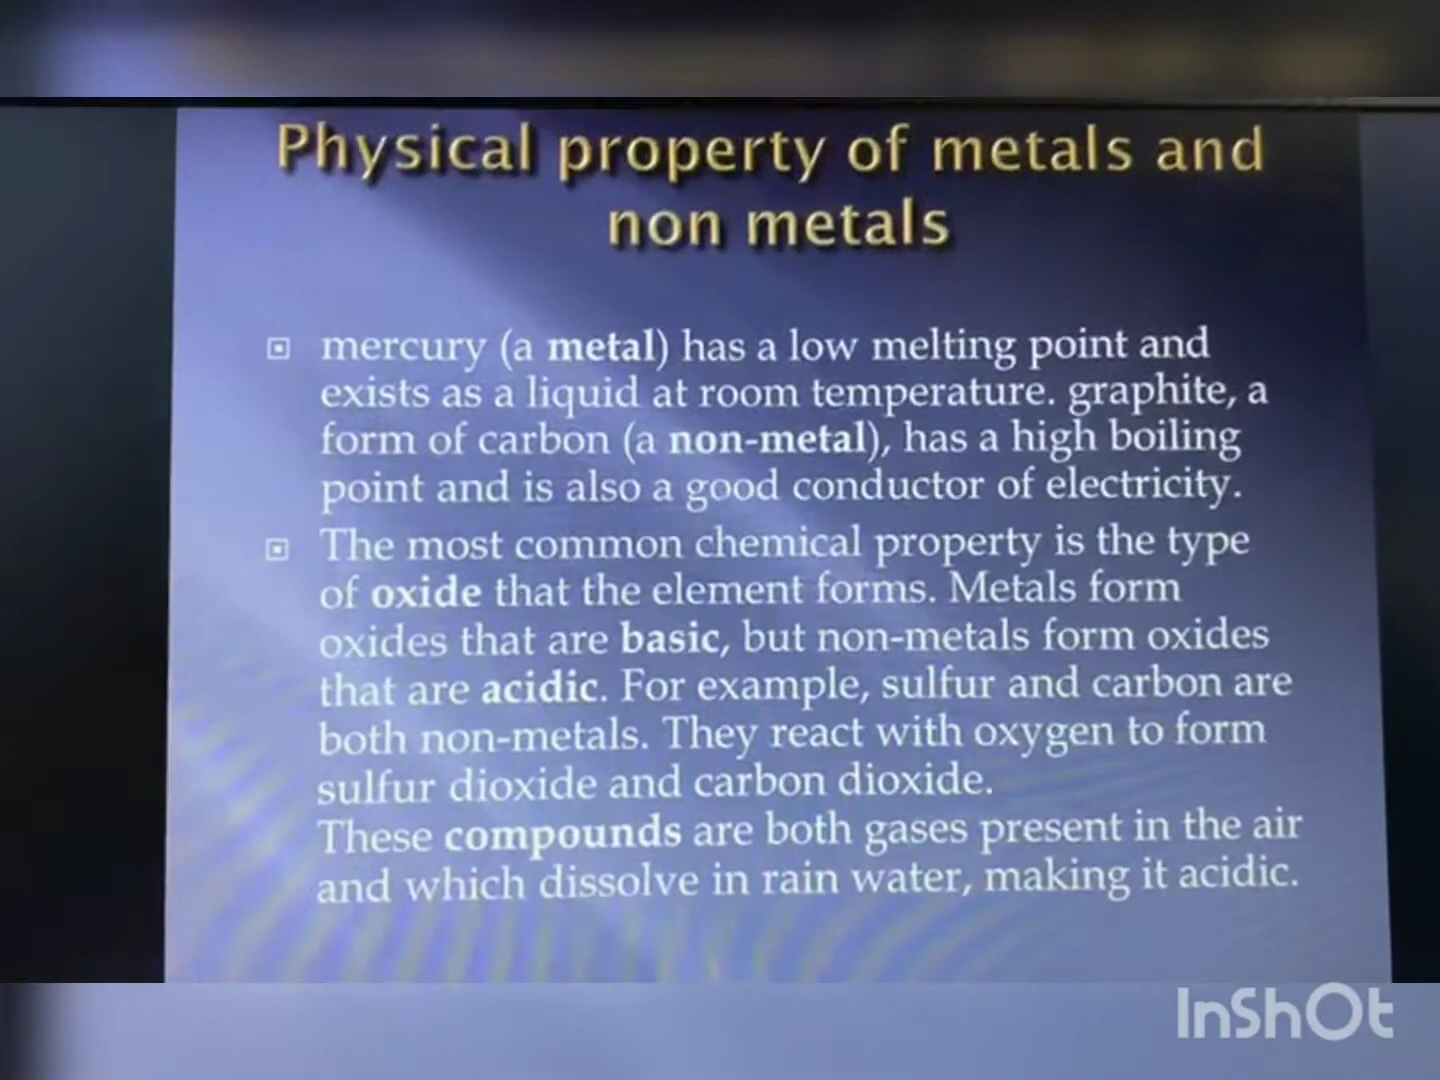 Physical property of metals and
non metals
mercury (a metal) has a low melting point and
exists as a liquid at room temperature. graphite, a
form of carbon (a non-metal), has a high boiling
point and is also a good conductor of electricity.
The most common chemical property is the type
of oxide that the element forms. Metals form
oxides that are basic, but non-metals form oxides
that are acidic. For example, sulfur and carbon are
both non-metals. They react with oxygen to form
sulfur dioxide and carbon dioxide.
These compounds are both gases present in the air
and which dissolve in rain water, making it acidic.
InShOt